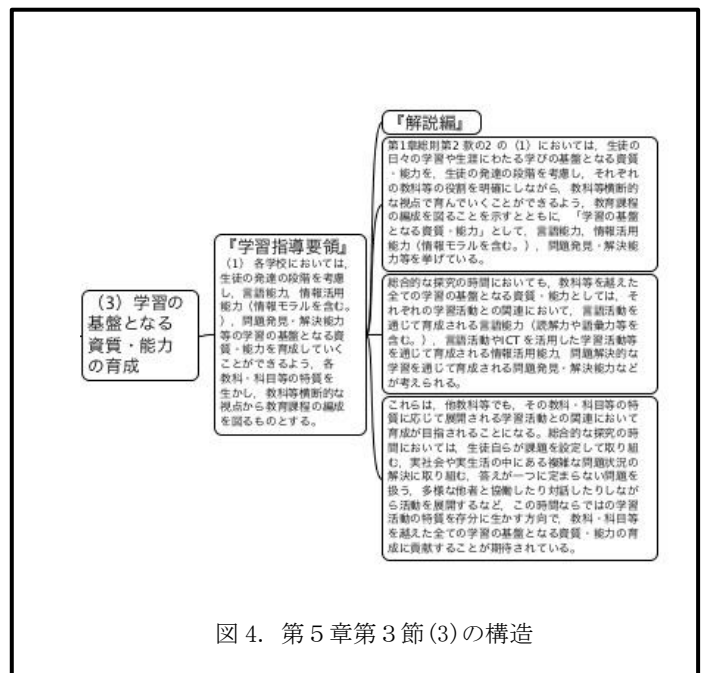 (3) 学習の
基盤となる
資質・能力
の育成
『学習指導要領』
(1) 各学校においては,
生徒の発達の段階を考慮
し, 言語能力, 情報活用
能力(情報モラルを含む。
), 問題発見・解決能力
等の学習の基盤となる資
質・能力を育成していく
ことができるよう, 各
教科・科目等の特質を
生かし, 教科等横断的な
視点から教育課程の編成
を図るものとする。
『解説編』
第1章総則第2款の2 の (1) においては, 生徒の
日々の学習や生涯にわたる学びの基盤となる資質
・能力を, 生徒の発達の段階を考慮し, それぞれ
の教科等の役割を明確にしながら, 教科等横断的
な視点で育んでいくことができるよう, 教育課程
の編成を図ることを示すとともに, 「学習の基盤
となる資質・能力」として, 言語能力, 情報活用
能力(情報モラルを含む。), 問題発見・解決能
力等を挙げている。
総合的な探究の時間においても, 教科等を越えた
全ての学習の基盤となる資質・能力としては, そ
れぞれの学習活動との関連において, 言語活動を
通じて育成される言語能力(読解力や語彙力等を
含む。), 言語活動やICTを活用した学習活動等
を通じて育成される情報活用能力, 問題解決的な
学習を通じて育成される問題発見・解決能力など
が考えられる。
これらは, 他教科等でも, その教科・科目等の特
質に応じて展開される学習活動との関連において
育成が目指されることになる。総合的な探究の時
間においては, 生徒自らが課題を設定して取り組
む, 実社会や実生活の中にある複雑な問題状況の
解決に取り組む, 答えが一つに定まらない問題を
扱う, 多様な他者と協働したり対話したりしなが
ら活動を展開するなど, この時間ならではの学習
活動の特質を存分に生かす方向で, 教科・科目等
を越えた全ての学習の基盤となる資質・能力の育
成に貢献することが期待されている。
図 4. 第5章第3節(3)の構造